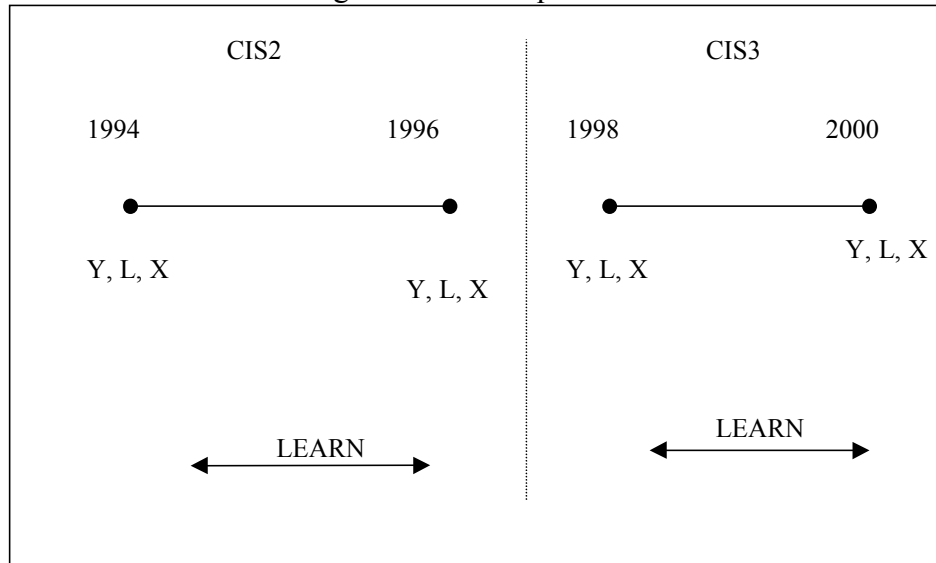 CIS2 CIS3
1994 1996 1998 2000
Y, L, X Y, L, X Y, L, X Y, L, X
LEARN LEARN